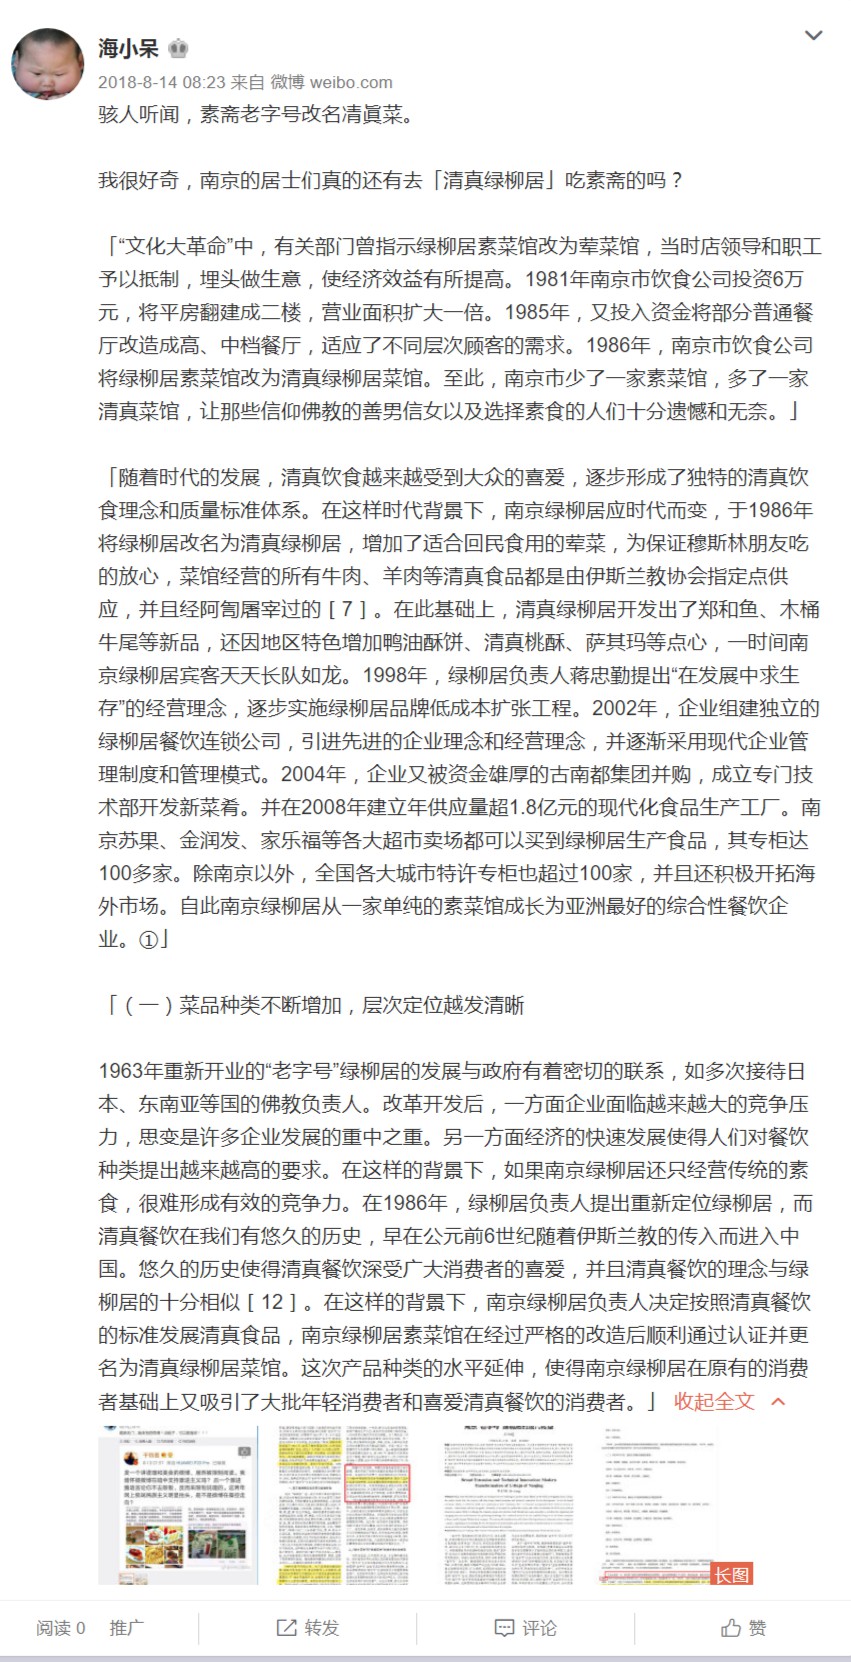 海小呆
2018-8-14 08:23 来自 微博 weibo.com
骇人听闻，素斋老字号改名清眞菜。
我很好奇，南京的居士们真的还有去「清真绿柳居」吃素斋的吗？
「“文化大革命”中，有关部门曾指示绿柳居素菜馆改为荤菜馆，当时店领导和职工
予以抵制，埋头做生意，使经济效益有所提高。1981年南京市饮食公司投资6万
元，将平房翻建成二楼，营业面积扩大一倍。1985年，又投入资金将部分普通餐
厅改造成高、中档餐厅，适应了不同层次顾客的需求。1986年，南京市饮食公司
将绿柳居素菜馆改为清真绿柳居菜馆。至此，南京市少了一家素菜馆，多了一家
清真菜馆，让那些信仰佛教的善男信女以及选择素食的人们十分遗憾和无奈。」
「随着时代的发展，清真饮食越来越受到大众的喜爱，逐步形成了独特的清真饮
食理念和质量标准体系。在这样时代背景下，南京绿柳居应时代而变，于1986年
将绿柳居改名为清真绿柳居，增加了适合回民食用的荤菜，为保证穆斯林朋友吃
的放心，菜馆经营的所有牛肉、羊肉等清真食品都是由伊斯兰教协会指定点供
应，并且经阿訇屠宰过的［7］。在此基础上，清真绿柳居开发出了郑和鱼、木桶
牛尾等新品，还因地区特色增加鸭油酥饼、清真桃酥、萨其玛等点心，一时间南
京绿柳居宾客天天长队如龙。1998年，绿柳居负责人蒋忠勤提出“在发展中求生
存”的经营理念，逐步实施绿柳居品牌低成本扩张工程。2002年，企业组建独立的
绿柳居餐饮连锁公司，引进先进的企业理念和经营理念，并逐渐采用现代企业管
理制度和管理模式。2004年，企业又被资金雄厚的古南都集团并购，成立专门技
术部开发新菜肴。并在2008年建立年供应量超1.8亿元的现代化食品生产工厂。南
京苏果、金润发、家乐福等各大超市卖场都可以买到绿柳居生产食品，其专柜达
100多家。除南京以外，全国各大城市特许专柜也超过100家，并且还积极开拓海
外市场。自此南京绿柳居从一家单纯的素菜馆成长为亚洲最好的综合性餐饮企
业。①」
「（一）菜品种类不断增加，层次定位越发清晰
1963年重新开业的“老字号”绿柳居的发展与政府有着密切的联系，如多次接待日
本、东南亚等国的佛教负责人。改革开发后，一方面企业面临越来越大的竞争压
力，思变是许多企业发展的重中之重。另一方面经济的快速发展使得人们对餐饮
种类提出越来越高的要求。在这样的背景下，如果南京绿柳居还只经营传统的素
食，很难形成有效的竞争力。在1986年，绿柳居负责人提出重新定位绿柳居，而
清真餐饮在我们有悠久的历史，早在公元前6世纪随着伊斯兰教的传入而进入中
国。悠久的历史使得清真餐饮深受广大消费者的喜爱，并且清真餐饮的理念与绿
柳居的十分相似［12］。在这样的背景下，南京绿柳居负责人决定按照清真餐饮
的标准发展清真食品，南京绿柳居素菜馆在经过严格的改造后顺利通过认证并更
名为清真绿柳居菜馆。这次产品种类的水平延伸，使得南京绿柳居在原有的消费
者基础上又吸引了大批年轻消费者和喜爱清真餐饮的消费者。」 收起全文
长图
阅读 0 推广 转发 评论 赞